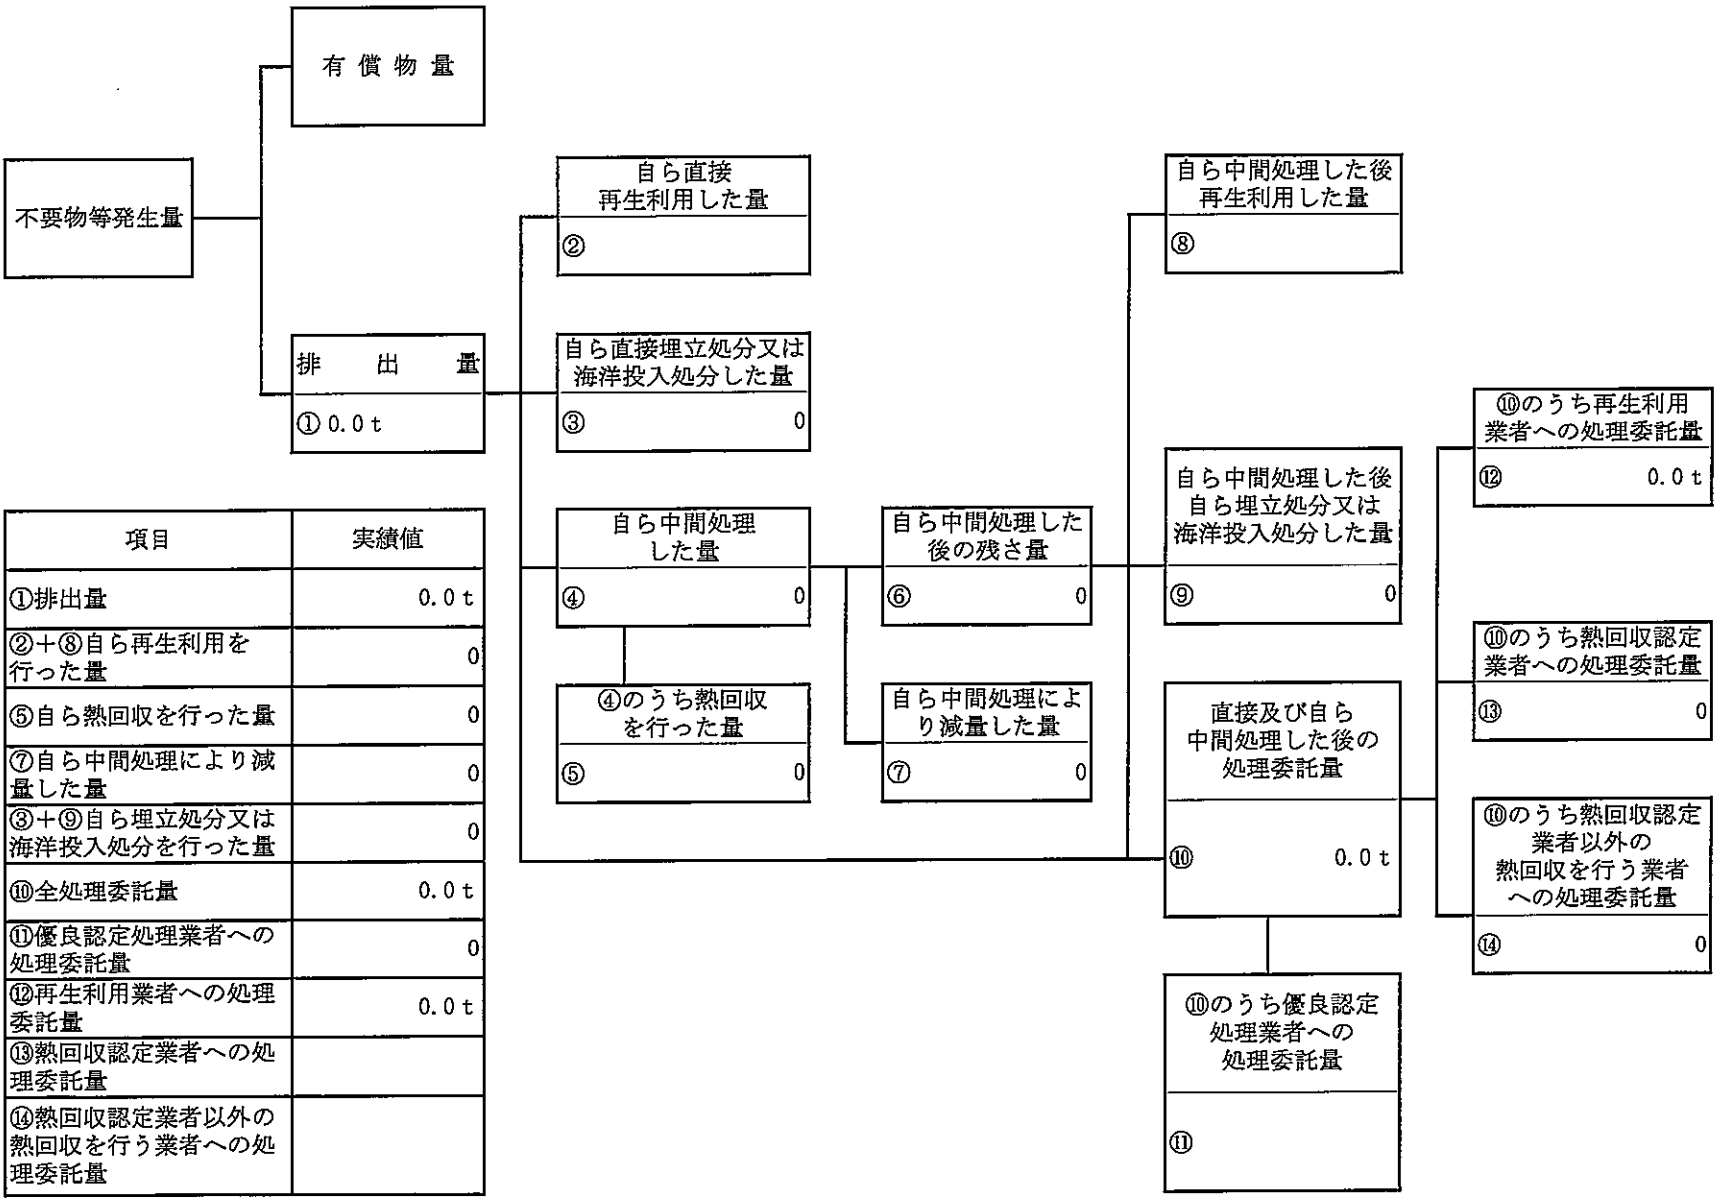 有償物量
不要物等発生量
排出量
① 0.0 t
自ら直接
再生利用した量
②
自ら直接埋立処分又は
海洋投入処分した量
③ 0
自ら中間処理
した量
④ 0
④のうち熱回収
を行った量
⑤ 0
自ら中間処理した
後の残さ量
⑥ 0
自ら中間処理によ
り減量した量
⑦ 0
自ら中間処理した後
再生利用した量
⑧
自ら中間処理した後
自ら埋立処分又は
海洋投入処分した量
⑨ 0
直接及び自ら
中間処理した後の
処理委託量
⑩ 0.0 t
⑩のうち優良認定
処理業者への
処理委託量
⑪
⑩のうち再生利用
業者への処理委託量
⑫ 0.0 t
⑩のうち熱回収認定
業者への処理委託量
⑬ 0
⑩のうち熱回収認定
業者以外の
熱回収を行う業者
への処理委託量
⑭ 0
項目 実績値
①排出量 0.0 t
②+⑧自ら再生利用を
行った量 0
⑤自ら熱回収を行った量 0
⑦自ら中間処理により減
量した量 0
③+⑨自ら埋立処分又は
海洋投入処分を行った量 0
⑩全処理委託量 0.0 t
⑪優良認定処理業者への
処理委託量 0
⑫再生利用業者への処理
委託量 0.0 t
⑬熱回収認定業者への処
理委託量
⑭熱回収認定業者以外の
熱回収を行う業者への処
理委託量